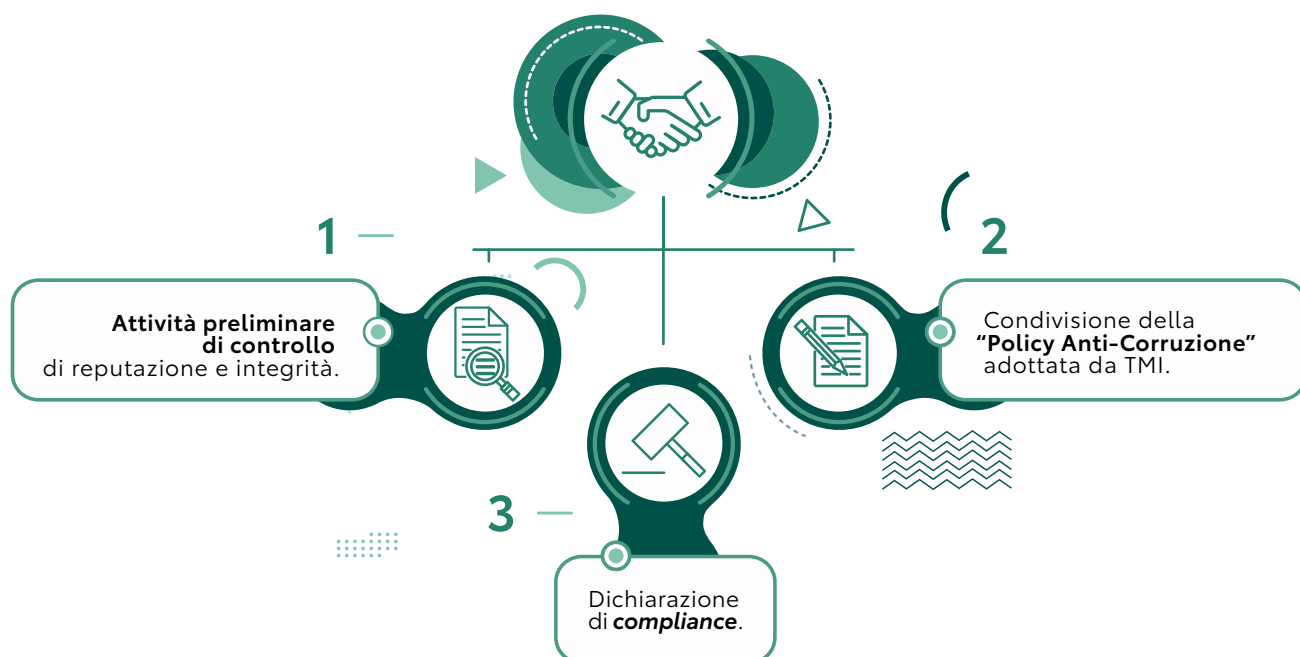 1
Attività preliminare
di controllo
di reputazione e integrità.
2
Condivisione della
“Policy Anti-Corruzione”
adottata da TMI.
3
Dichiarazione
di compliance.